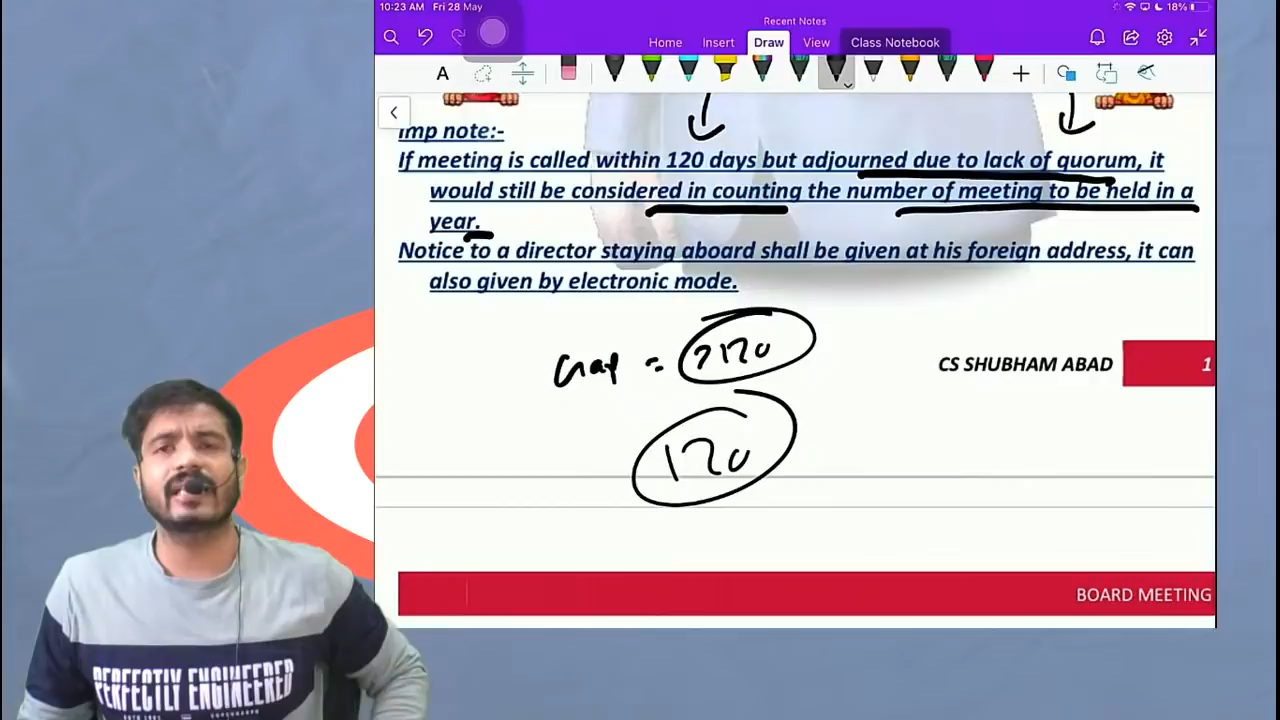 10:23 AM Fri 28 May
18%
Recent Notes
Home Insert Draw View Class Notebook
A
Imp note:-
If meeting is called within 120 days but adjourned due to lack of quorum, it
would still be considered in counting the number of meeting to be held in a
year.
Notice to a director staying aboard shall be given at his foreign address, it can
also given by electronic mode.
Gap = >120
120
CS SHUBHAM ABAD 1
BOARD MEETING
PERFECTLY ENGINEERED